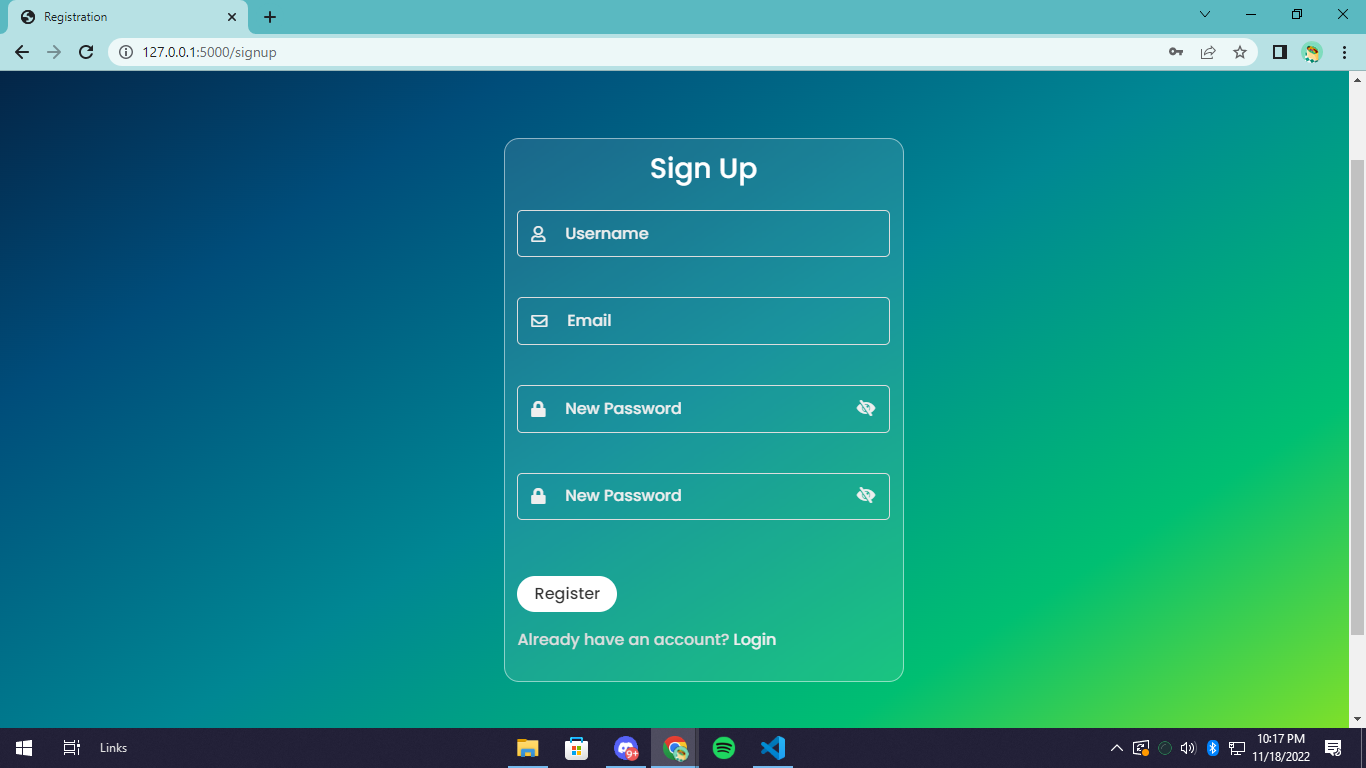 Registration
127.0.0.1:5000/signup
Sign Up
Username
Email
New Password
New Password
Register
Already have an account? Login
Links
9+
10:17 PM
11/18/2022